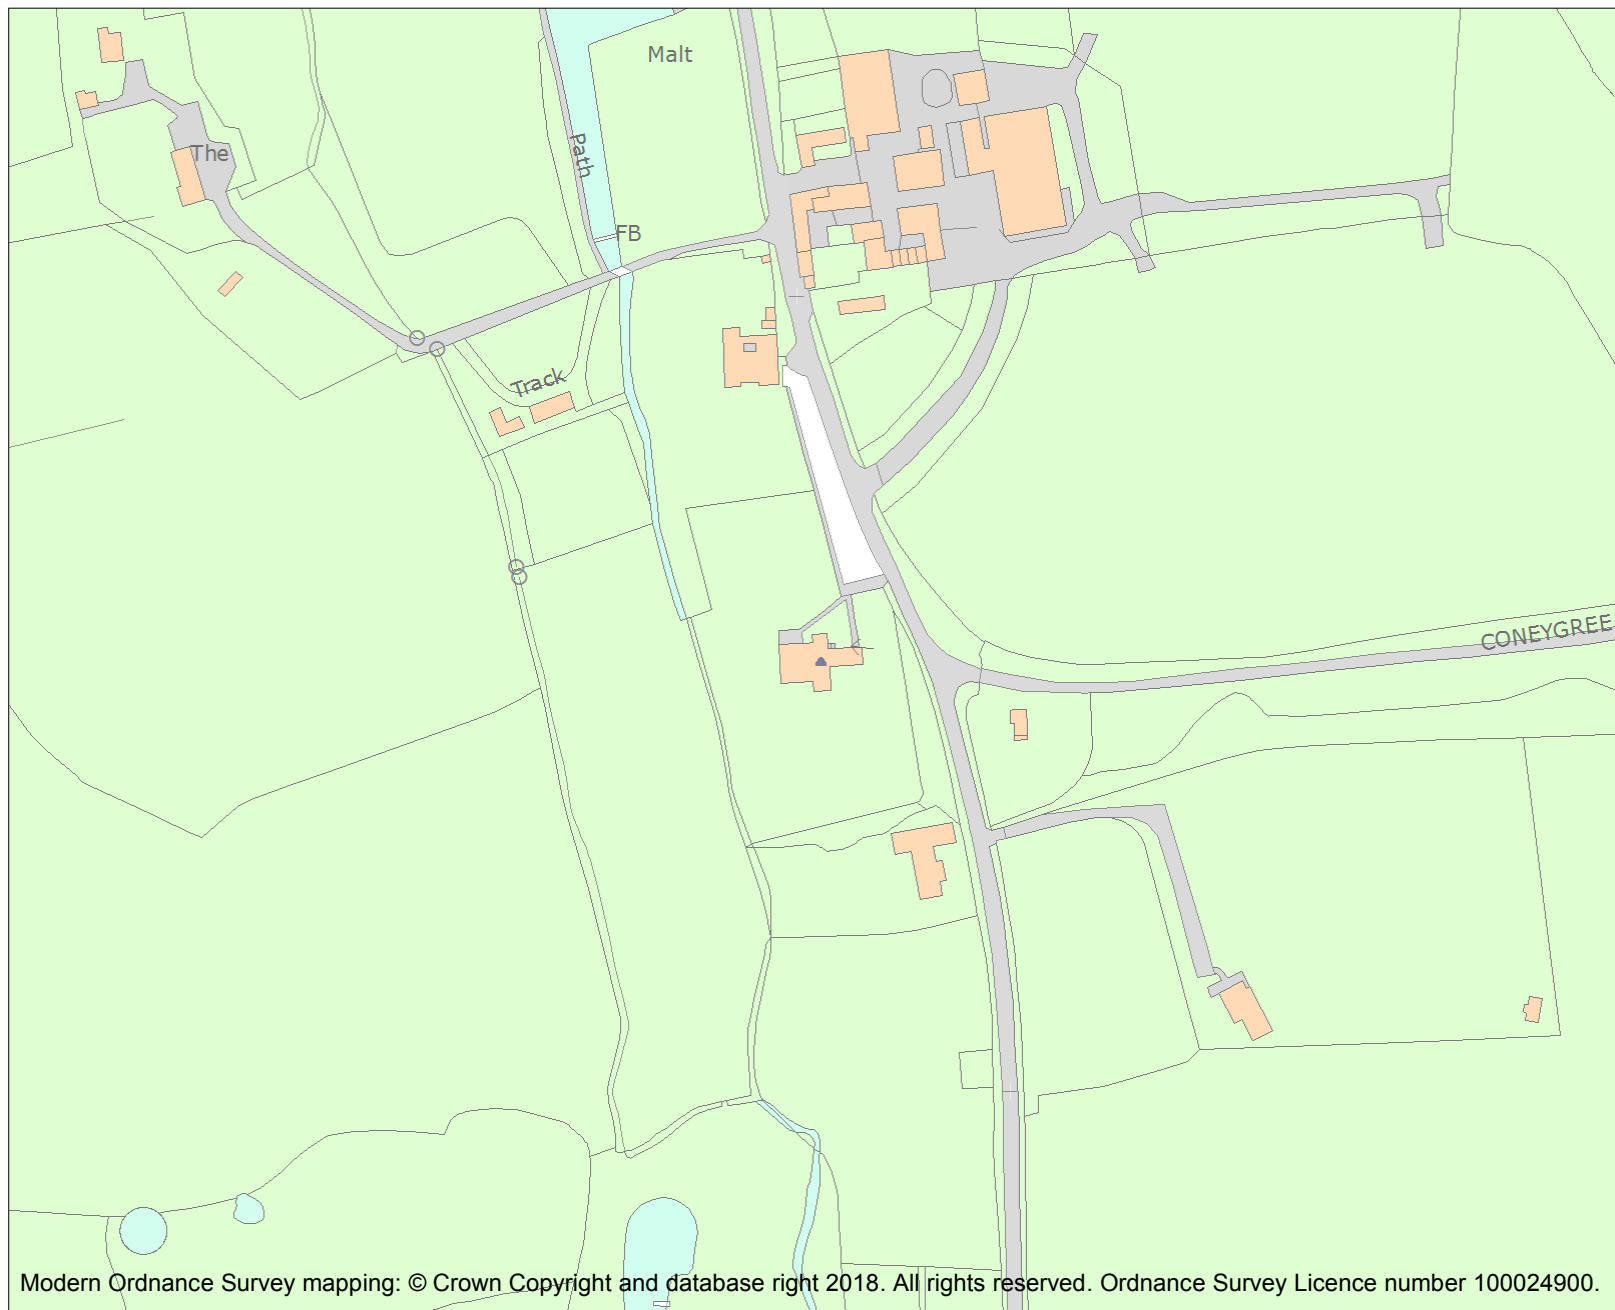 Malt
Path
The
FB
Track
CONEYGREE
Modern Ordnance Survey mapping: © Crown Copyright and database right 2018. All rights reserved. Ordnance Survey Licence number 100024900.